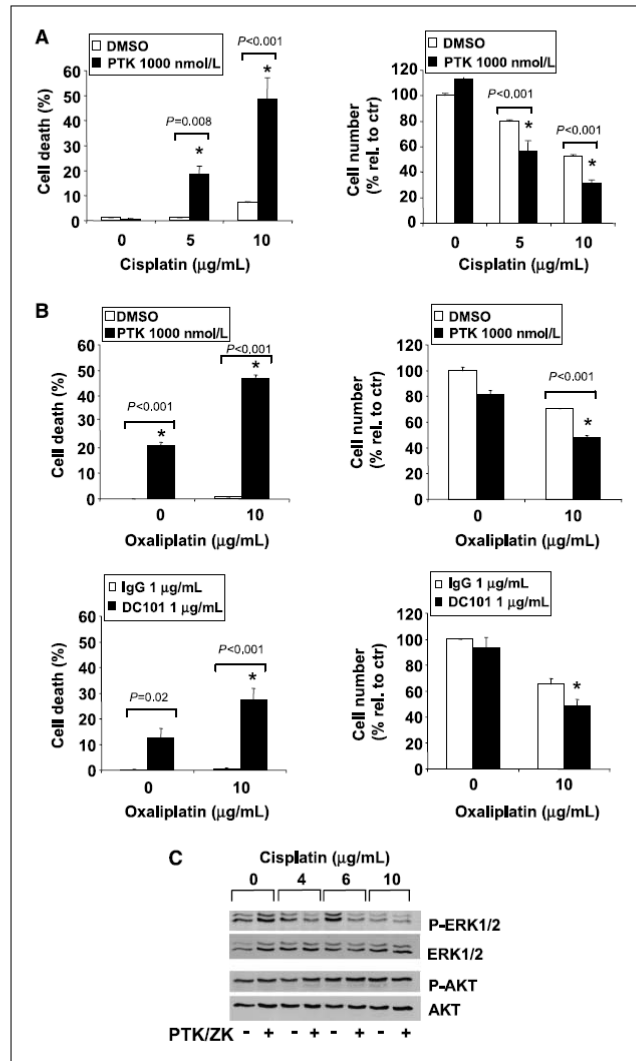 A
DMSO
PTK 1000 nmol/L
P<0.001
P=0.008
*
*
Cell death (%)
60
50
40
30
20
10
0
0 5 10
Cisplatin (μg/mL)
DMSO
PTK 1000 nmol/L
P<0.001
P<0.001
*
*
Cell number
(% rel. to ctr)
120
100
80
60
40
20
0
0 5 10
Cisplatin (μg/mL)
B
DMSO
PTK 1000 nmol/L
P<0.001
P<0.001
*
*
Cell death (%)
60
50
40
30
20
10
0
0 10
Oxaliplatin (μg/mL)
DMSO
PTK 1000 nmol/L
P<0.001
*
Cell number
(% rel. to ctr)
120
100
80
60
40
20
0
0 10
Oxaliplatin (μg/mL)
IgG 1 μg/mL
DC101 1 μg/mL
P<0.001
P=0.02
*
Cell death (%)
50
40
30
20
10
0
0 10
Oxaliplatin (μg/mL)
IgG 1 μg/mL
DC101 1 μg/mL
*
Cell number
(% rel. to ctr)
120
100
80
60
40
20
0
0 10
Oxaliplatin (μg/mL)
C
Cisplatin (μg/mL)
0 4 6 10
P-ERK1/2
ERK1/2
P-AKT
AKT
PTK/ZK - + - + - + - +